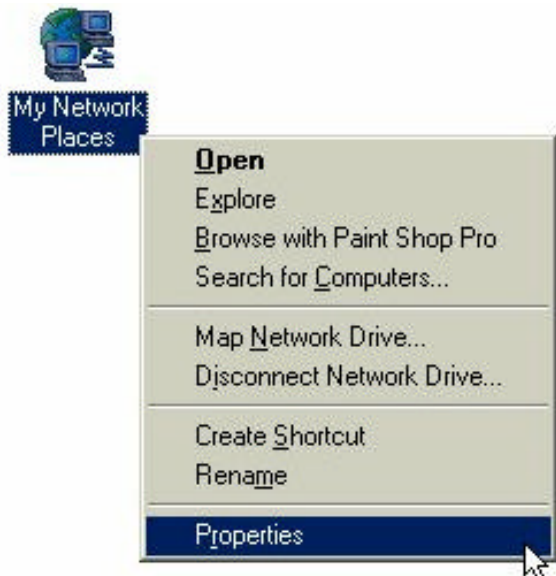 My Network
Places
Open
Explore
Browse with Paint Shop Pro
Search for Computers...
Map Network Drive...
Disconnect Network Drive...
Create Shortcut
Rename
Properties